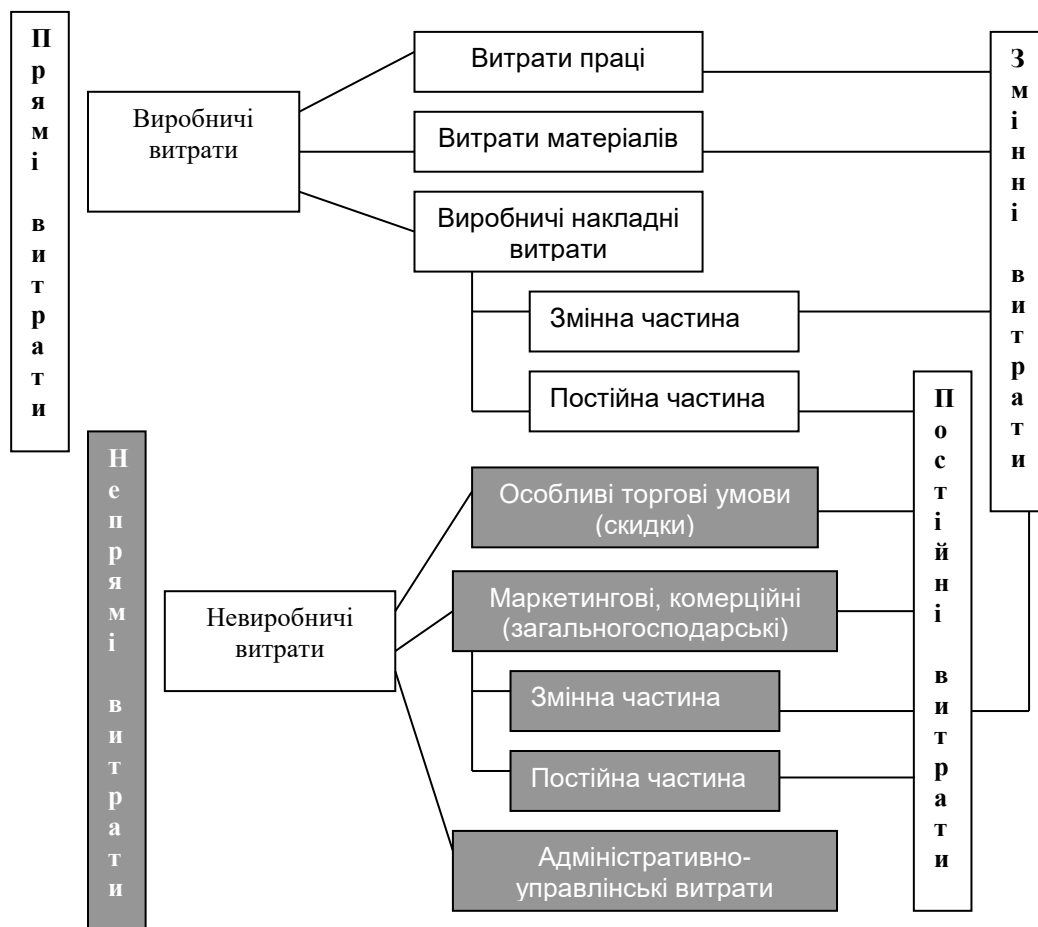 Прямі витрати
Виробничі
витрати
Витрати праці
Витрати матеріалів
Виробничі накладні
витрати
Змінна частина
Постійна частина
Змінні витрати
Непрямі витрати
Невиробничі
витрати
Особливі торгові умови
(скидки)
Маркетингові, комерційні
(загальногосподарські)
Змінна частина
Постійна частина
Адміністративно-
управлінські витрати
Постійні витрати